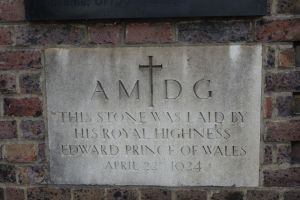 A M † D G
THIS STONE WAS LAID BY
HIS ROYAL HIGHNESS
EDWARD PRINCE OF WALES
APRIL 22ND 1924